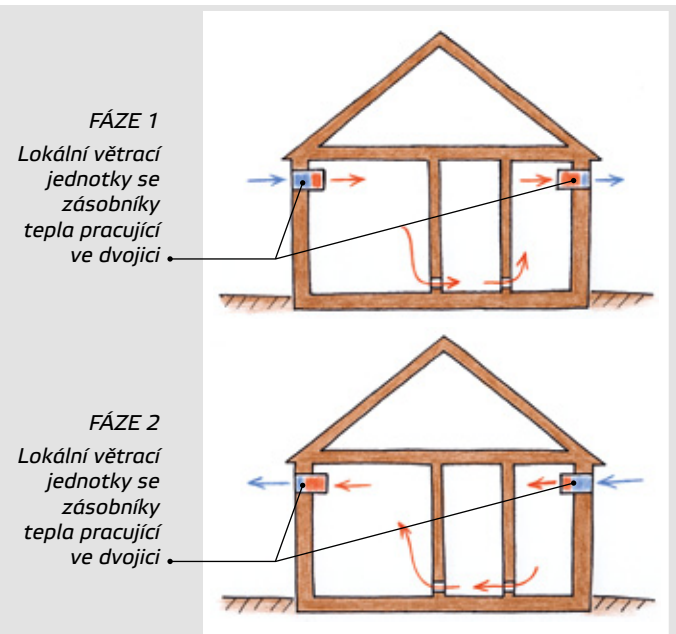 FÁZE 1
Lokální větrací
jednotky se
zásobníky
tepla pracující
ve dvojici
FÁZE 2
Lokální větrací
jednotky se
zásobníky
tepla pracující
ve dvojici